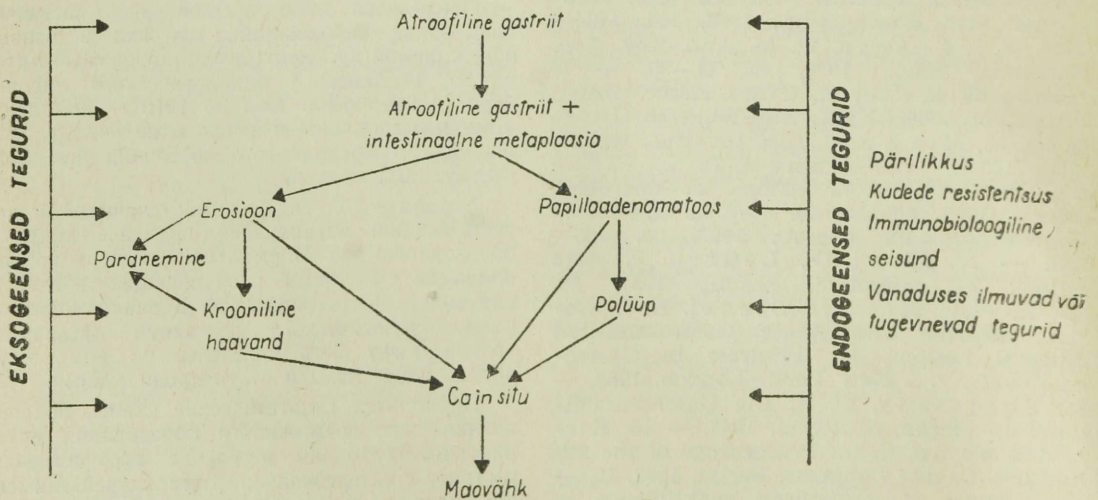 EKSOGEENSED TEGURID
Atroofiline gastriit
Atroofiline gastriit +
intestinaalne metaplaasia
Erosioon
Papilloadenomatoos
Paranemine
Krooniline
haavand
Polüüp
Ca in situ
Maovähk
ENDOGEENSED TEGURID
Pärilikkus
Kudede resistentsus
Immunobioloogiline,
seisund
Vanaduses ilmuvad või
tugevnevad tegurid